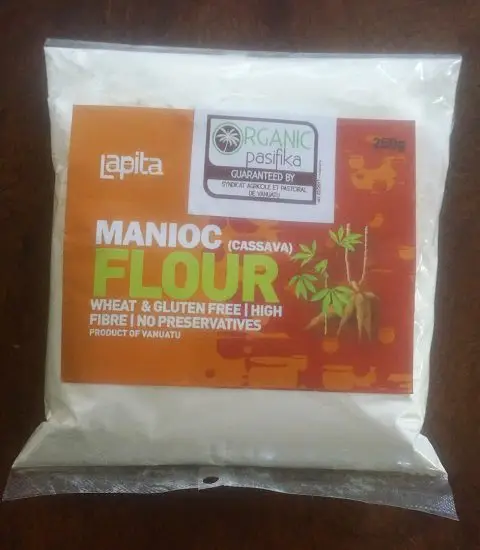 ORGANIC
pasifika
GUARANTEED BY
SYNDICAT AGRICOLE ET PASTORAL
DE VANUATU
250g
Lapita
MANIOC (CASSAVA)
FLOUR
WHEAT & GLUTEN FREE | HIGH
FIBRE | NO PRESERVATIVES
PRODUCT OF VANUATU